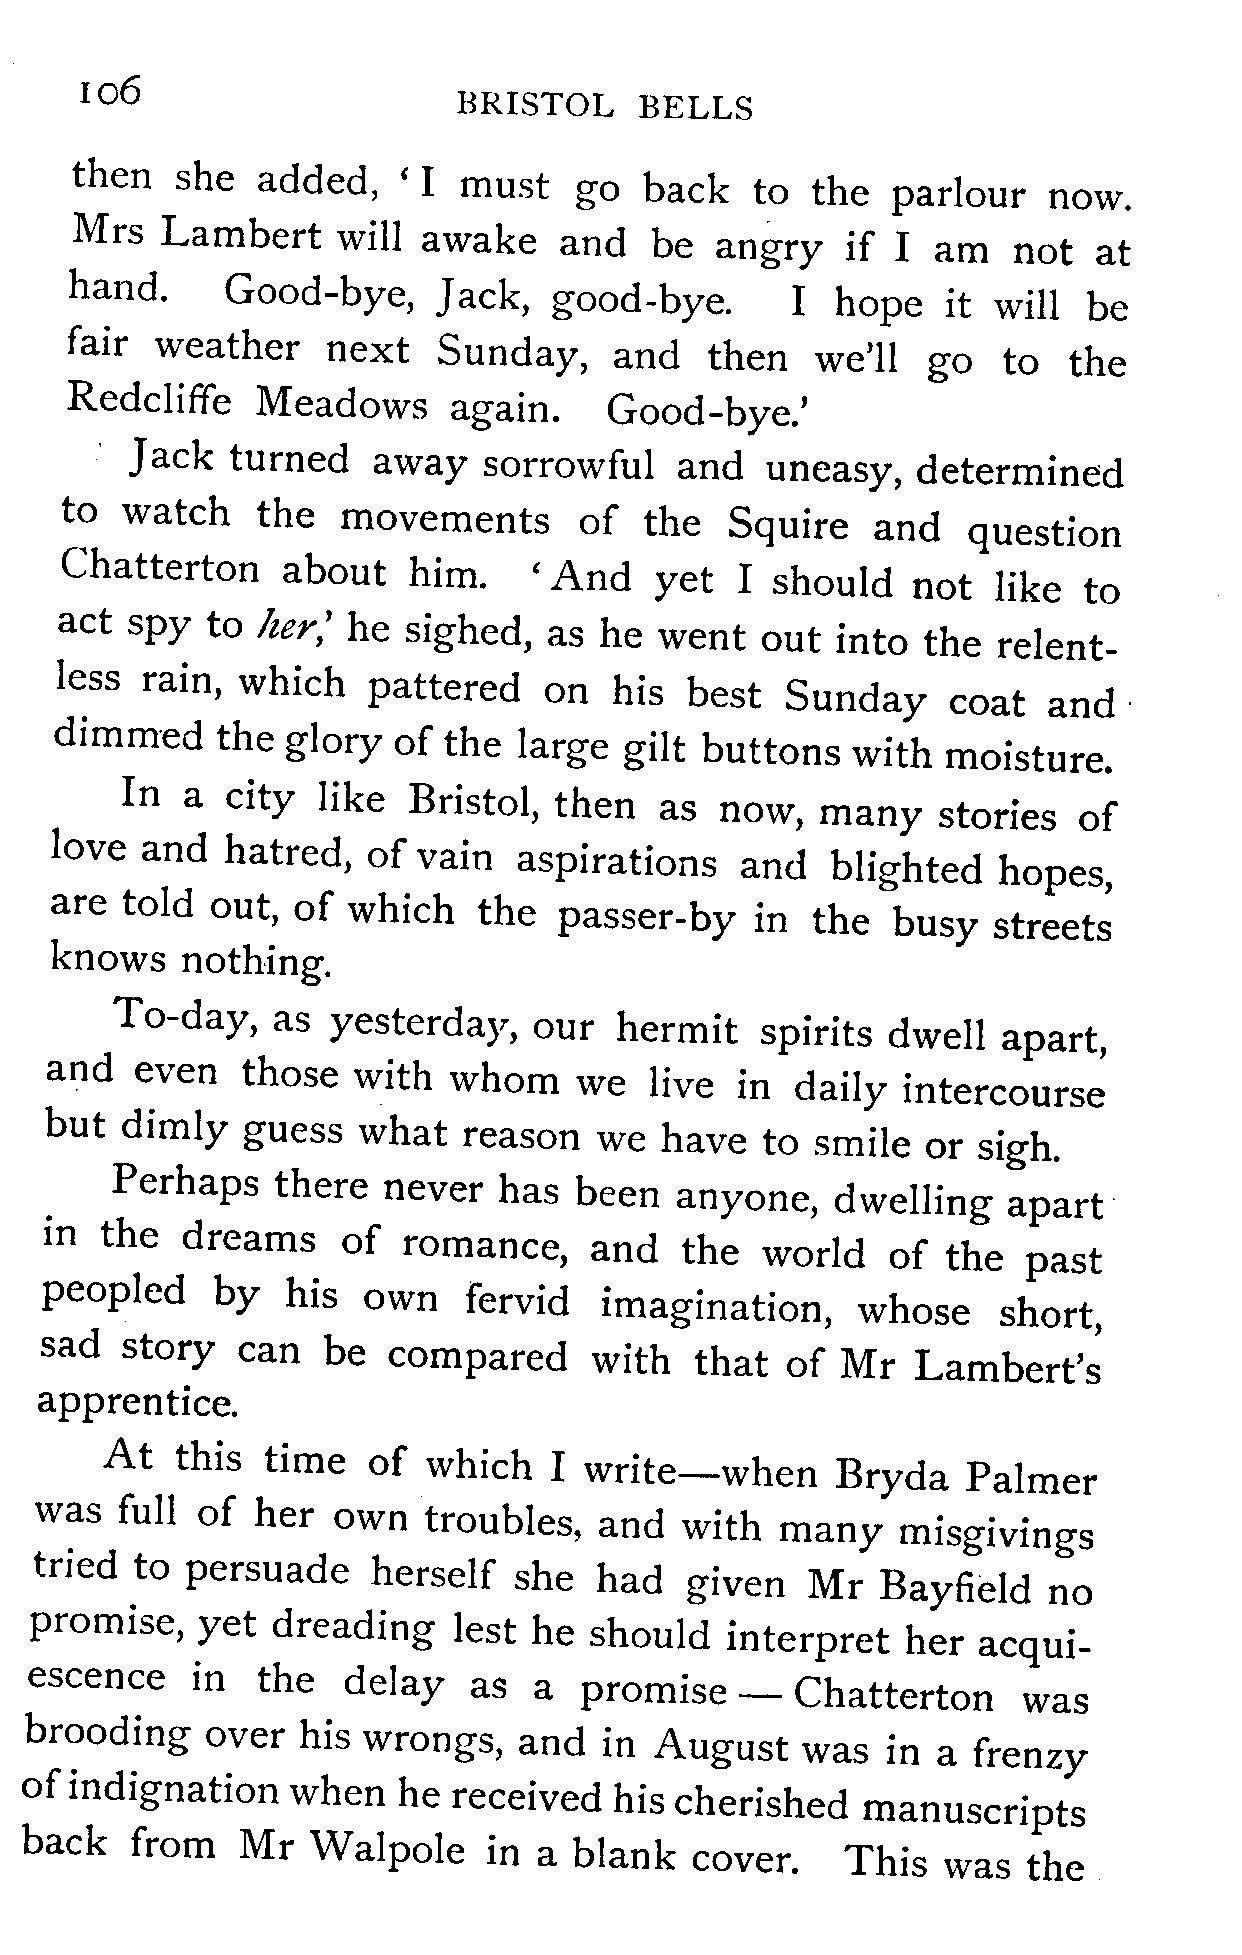 106
BRISTOL BELLS
then she added, ‘I must go back to the parlour now.
Mrs Lambert will awake and be angry if I am not at
hand. Good-bye, Jack, good-bye. I hope it will be
fair weather next Sunday, and then we'll go to the
Redcliffe Meadows again. Good-bye.’
Jack turned away sorrowful and uneasy, determined
to watch the movements of the Squire and question
Chatterton about him. ‘And yet I should not like to
act spy to her,’ he sighed, as he went out into the relent-
less rain, which pattered on his best Sunday coat and
dimmed the glory of the large gilt buttons with moisture.
In a city like Bristol, then as now, many stories of
love and hatred, of vain aspirations and blighted hopes,
are told out, of which the passer-by in the busy streets
knows nothing.
To-day, as yesterday, our hermit spirits dwell apart,
and even those with whom we live in daily intercourse
but dimly guess what reason we have to smile or sigh.
Perhaps there never has been anyone, dwelling apart
in the dreams of romance, and the world of the past
peopled by his own fervid imagination, whose short,
sad story can be compared with that of Mr Lambert's
apprentice.
At this time of which I write—when Bryda Palmer
was full of her own troubles, and with many misgivings
tried to persuade herself she had given Mr Bayfield no
promise, yet dreading lest he should interpret her acqui-
escence in the delay as a promise — Chatterton was
brooding over his wrongs, and in August was in a frenzy
of indignation when he received his cherished manuscripts
back from Mr Walpole in a blank cover. This was the